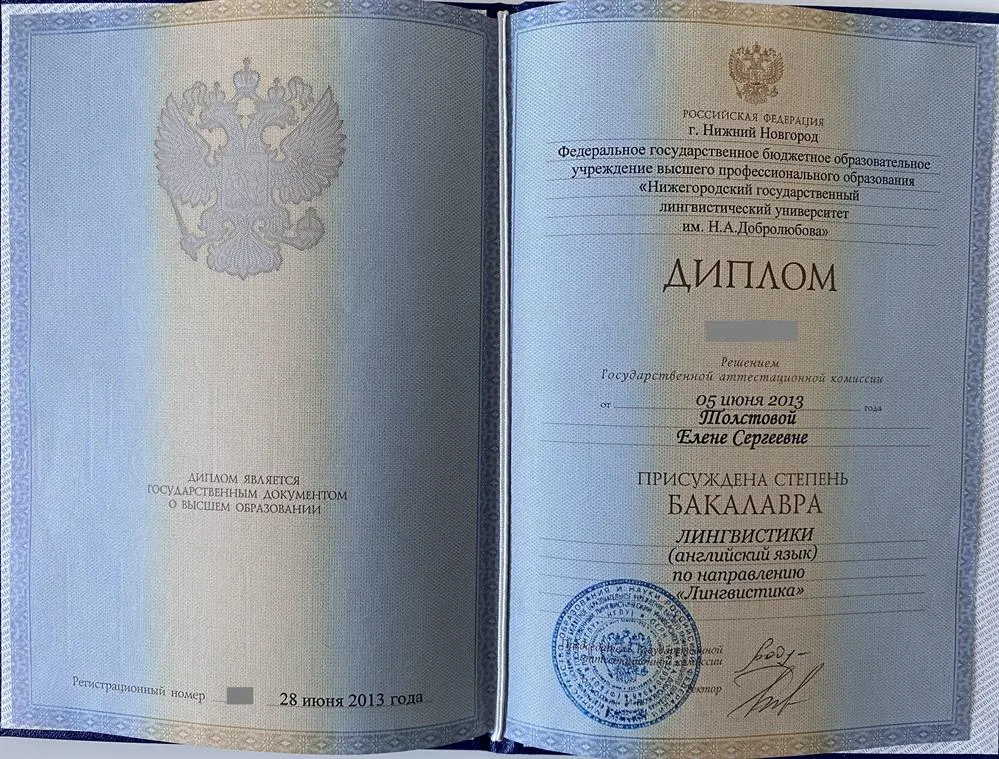 ДИПЛОМ ЯВЛЯЕТСЯ
ГОСУДАРСТВЕННЫМ ДОКУМЕНТОМ
О ВЫСШЕМ ОБРАЗОВАНИИ
Регистрационный номер 28 июня 2013 года
РОССИЙСКАЯ ФЕДЕРАЦИЯ
г. Нижний Новгород
Федеральное государственное бюджетное образовательное
учреждение высшего профессионального образования
«Нижегородский государственный
лингвистический университет
им. Н.А.Добролюбова»
ДИПЛОМ
Решением
Государственной аттестационной комиссии
от 05 июня 2013 года
Толстовой
Елене Сергеевне
ПРИСУЖДЕНА СТЕПЕНЬ
БАКАЛАВРА
ЛИНГВИСТИКИ
(английский язык)
по направлению
«Лингвистика»
Председатель Государственной
аттестационной комиссии
Ректор